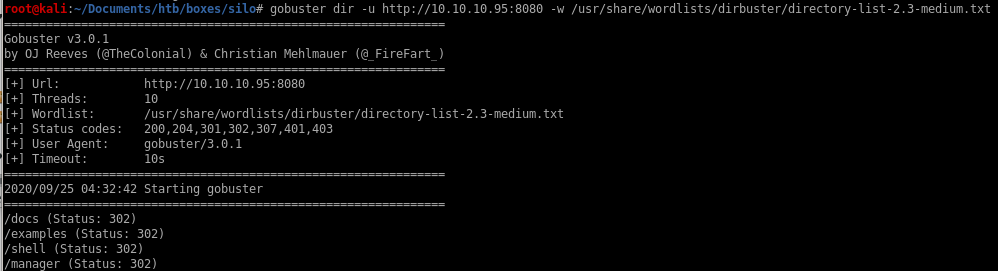 root@kali:~/Documents/htb/boxes/silo# gobuster dir -u http://10.10.10.95:8080 -w /usr/share/wordlists/dirbuster/directory-list-2.3-medium.txt
===============================================================
Gobuster v3.0.1
by OJ Reeves (@TheColonial) & Christian Mehlmauer (@_FireFart_)
===============================================================
[+] Url:            http://10.10.10.95:8080
[+] Threads:        10
[+] Wordlist:       /usr/share/wordlists/dirbuster/directory-list-2.3-medium.txt
[+] Status codes:   200,204,301,302,307,401,403
[+] User Agent:     gobuster/3.0.1
[+] Timeout:        10s
===============================================================
2020/09/25 04:32:42 Starting gobuster
===============================================================
/docs (Status: 302)
/examples (Status: 302)
/shell (Status: 302)
/manager (Status: 302)